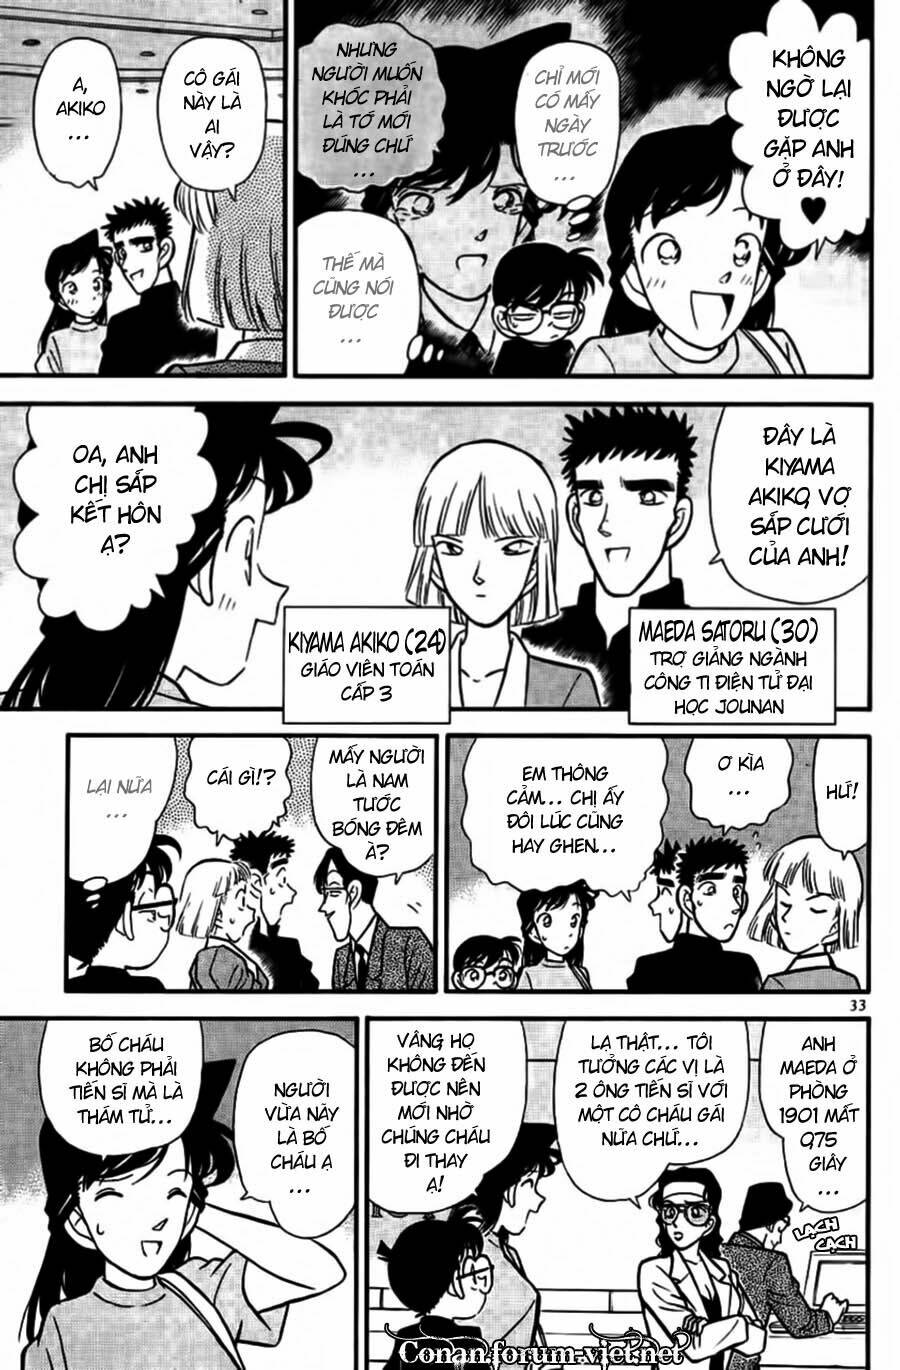 KHÔNG
NGỜ LẠI
ĐƯỢC
GẶP ANH
Ở ĐÂY!
♥
CHỈ MỚI
CÓ MẤY
NGÀY
TRƯỚC
...
NHƯNG
NGƯỜI MUỐN
KHÓC PHẢI
LÀ TỚ MỚI
ĐÚNG CHỨ
...
THẾ MÀ
CŨNG NÓI
ĐƯỢC
...
CÔ GÁI
NÀY LÀ
AI
VẬY?
A,
AKIKO
...
ĐÂY LÀ
KIYAMA
AKIKO, VỢ
SẮP CƯỚI
CỦA ANH!
MAEDA SATORU (30)
TRỢ GIẢNG NGÀNH
CÔNG TI ĐIỆN TỬ ĐẠI
HỌC JOUNAN
KIYAMA AKIKO (24)
GIÁO VIÊN TOÁN
CẤP 3
OA, ANH
CHỊ SẮP
KẾT HÔN
Ạ?
HỨ!
Ơ KÌA
...
EM THÔNG
CẢM... CHỊ ẤY
ĐÔI LÚC CŨNG
HAY GHEN...
MẤY NGƯỜI
LÀ NAM
TƯỚC
BÓNG ĐÊM
À?
CÁI GÌ!?
LẠI NỮA
...
33
ANH
MAEDA Ở
PHÒNG
1901 MẤT
0,75
GIÂY
...
LẠCH
CẠCH
LẠ THẬT... TÔI
TƯỞNG CÁC VỊ LÀ
2 ÔNG TIẾN SĨ VỚI
MỘT CÔ CHÁU GÁI
NỮA CHỨ...
VÂNG HỌ
KHÔNG ĐẾN
ĐƯỢC NÊN
MỚI NHỜ
CHÚNG CHÁU
ĐI THAY
Ạ!
NGƯỜI
VỪA NÃY
LÀ BỐ
CHÁU Ạ
...
BỐ CHÁU
KHÔNG PHẢI
TIẾN SĨ MÀ LÀ
THÁM TỬ...
Conan.forum-viet.net